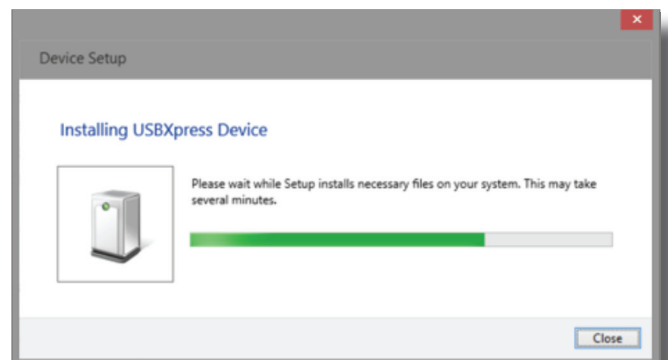 Device Setup
Installing USBXpress Device
Please wait while Setup installs necessary files on your system. This may take
several minutes.
Close